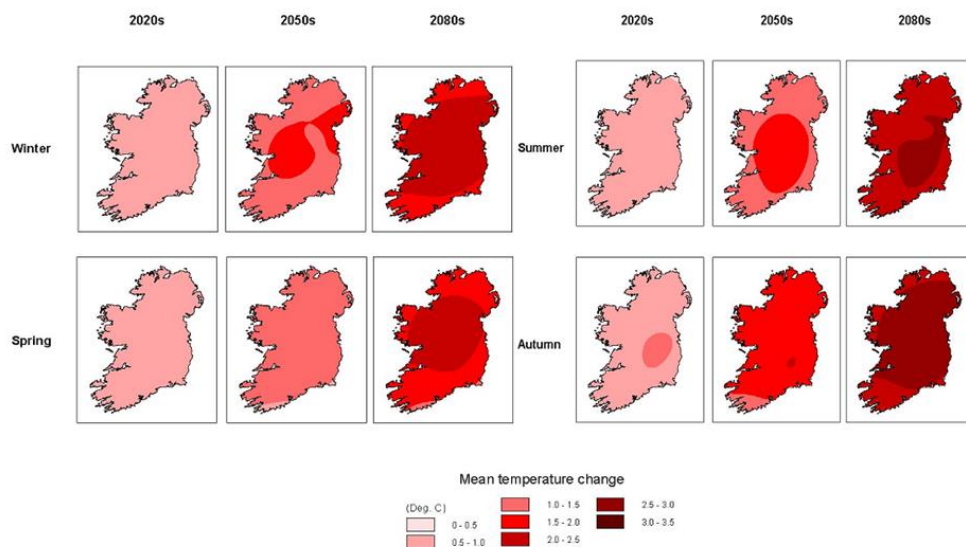 2020s 2050s 2080s 2020s 2050s 2080s
Winter Summer
Spring Autumn
Mean temperature change
(Deg. C)
0 - 0.5
0.5 - 1.0
1.0 - 1.5
1.5 - 2.0
2.0 - 2.5
2.5 - 3.0
3.0 - 3.5